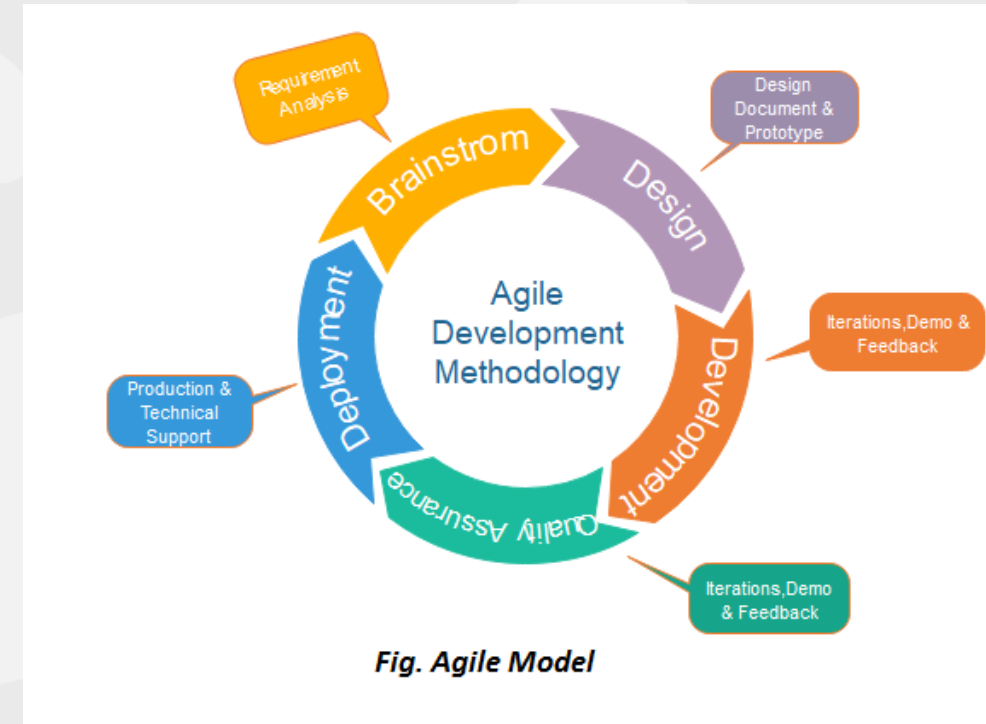 Requirement
Analysis
Brainstrom
Design
Document &
Prototype
Design
Agile
Development
Methodology
Iterations,Demo &
Feedback
Development
Deployment
Production &
Technical
Support
Quality Assurance
Iterations,Demo
& Feedback
Fig. Agile Model